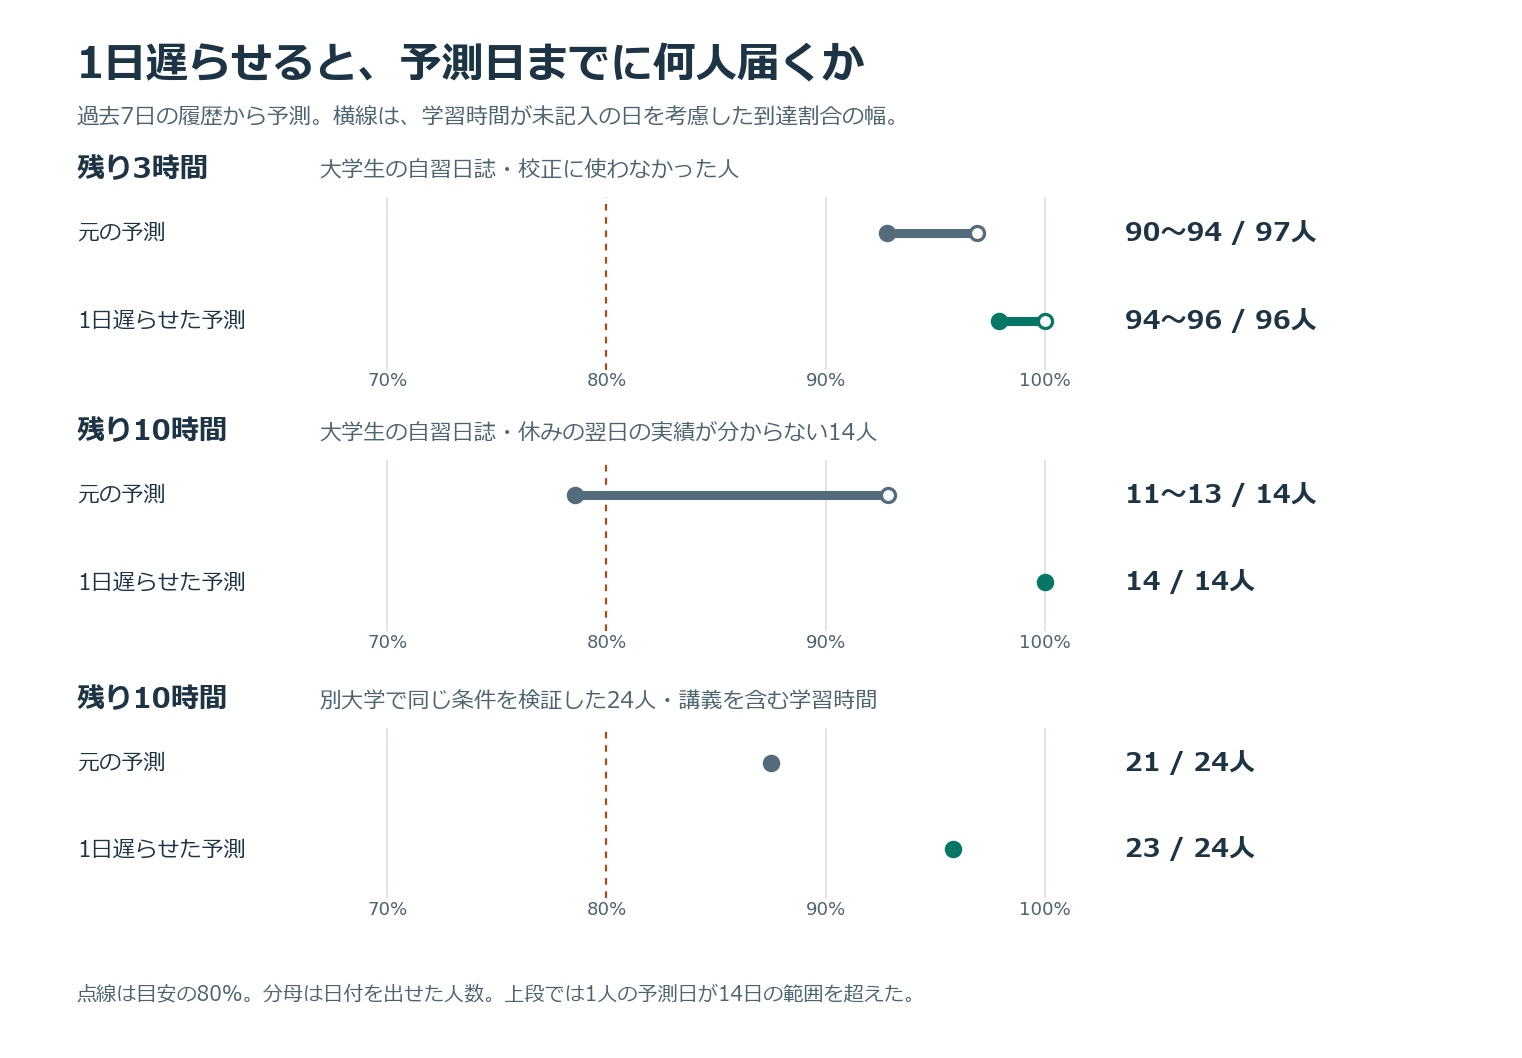 1日遅らせると、予測日までに何人届くか
過去7日の履歴から予測。横線は、学習時間が未記入の日を考慮した到達割合の幅。
残り3時間 大学生の自習日誌・校正に使わなかった人
元の予測 90〜94 / 97人
1日遅らせた予測 94〜96 / 96人
70% 80% 90% 100%
残り10時間 大学生の自習日誌・休みの翌日の実績が分からない14人
元の予測 11〜13 / 14人
1日遅らせた予測 14 / 14人
70% 80% 90% 100%
残り10時間 別大学で同じ条件を検証した24人・講義を含む学習時間
元の予測 21 / 24人
1日遅らせた予測 23 / 24人
70% 80% 90% 100%
点線は目安の80%。分母は日付を出せた人数。上段では1人の予測日が14日の範囲を超えた。